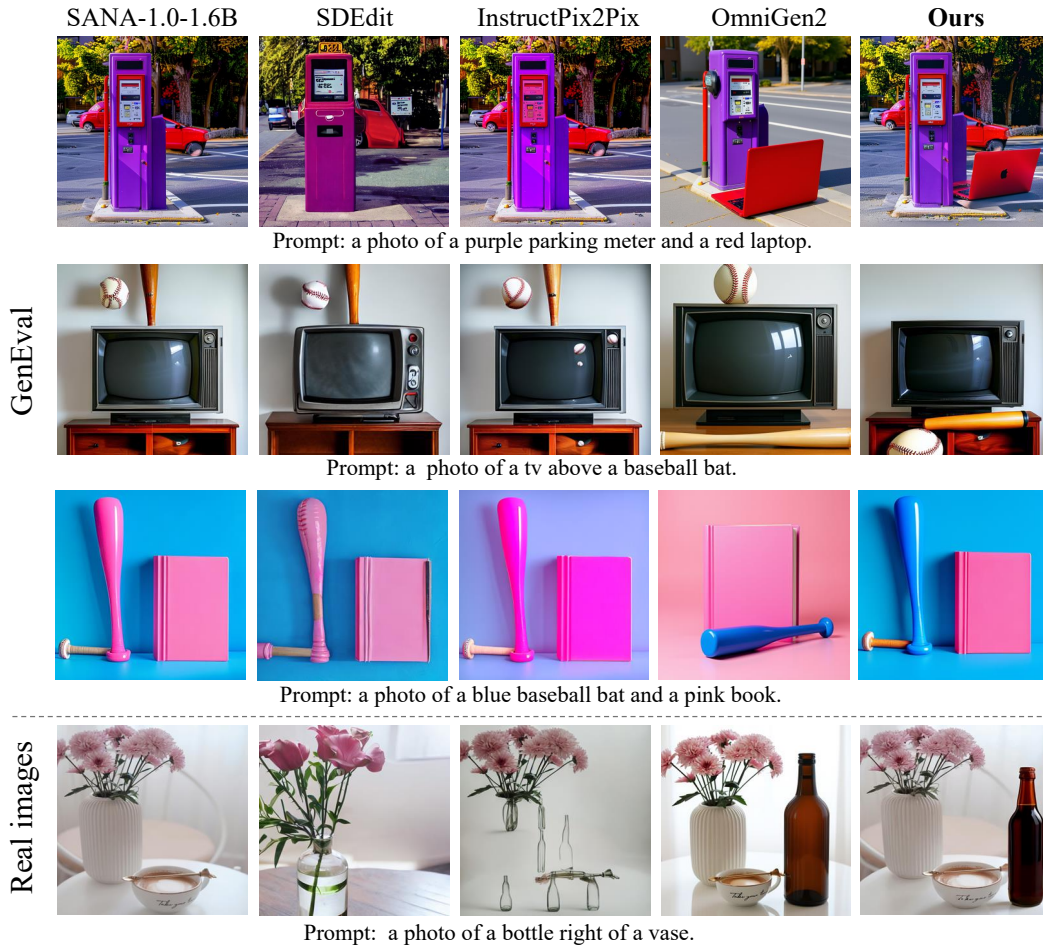 SANA-1.0-1.6B SDEdit InstructPix2Pix OmniGen2 Ours
Prompt: a photo of a purple parking meter and a red laptop.
GenEval
Prompt: a photo of a tv above a baseball bat.
Prompt: a photo of a blue baseball bat and a pink book.
Real images
Prompt: a photo of a bottle right of a vase.